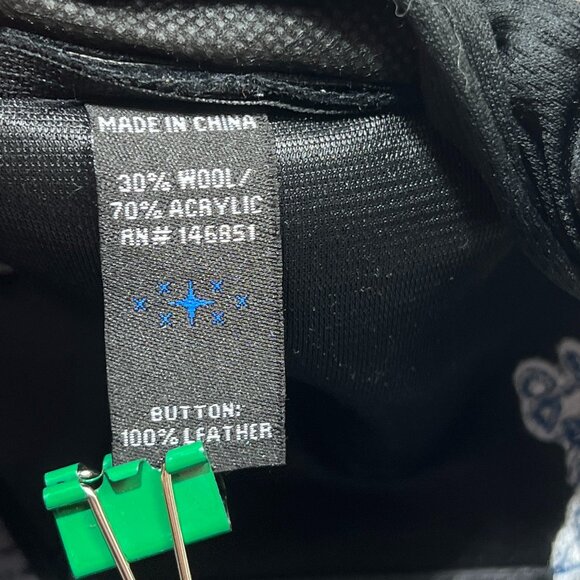 MADE IN CHINA
30% WOOL/
70% ACRYLIC
RN# 146851
BUTTON:
100% LEATHER